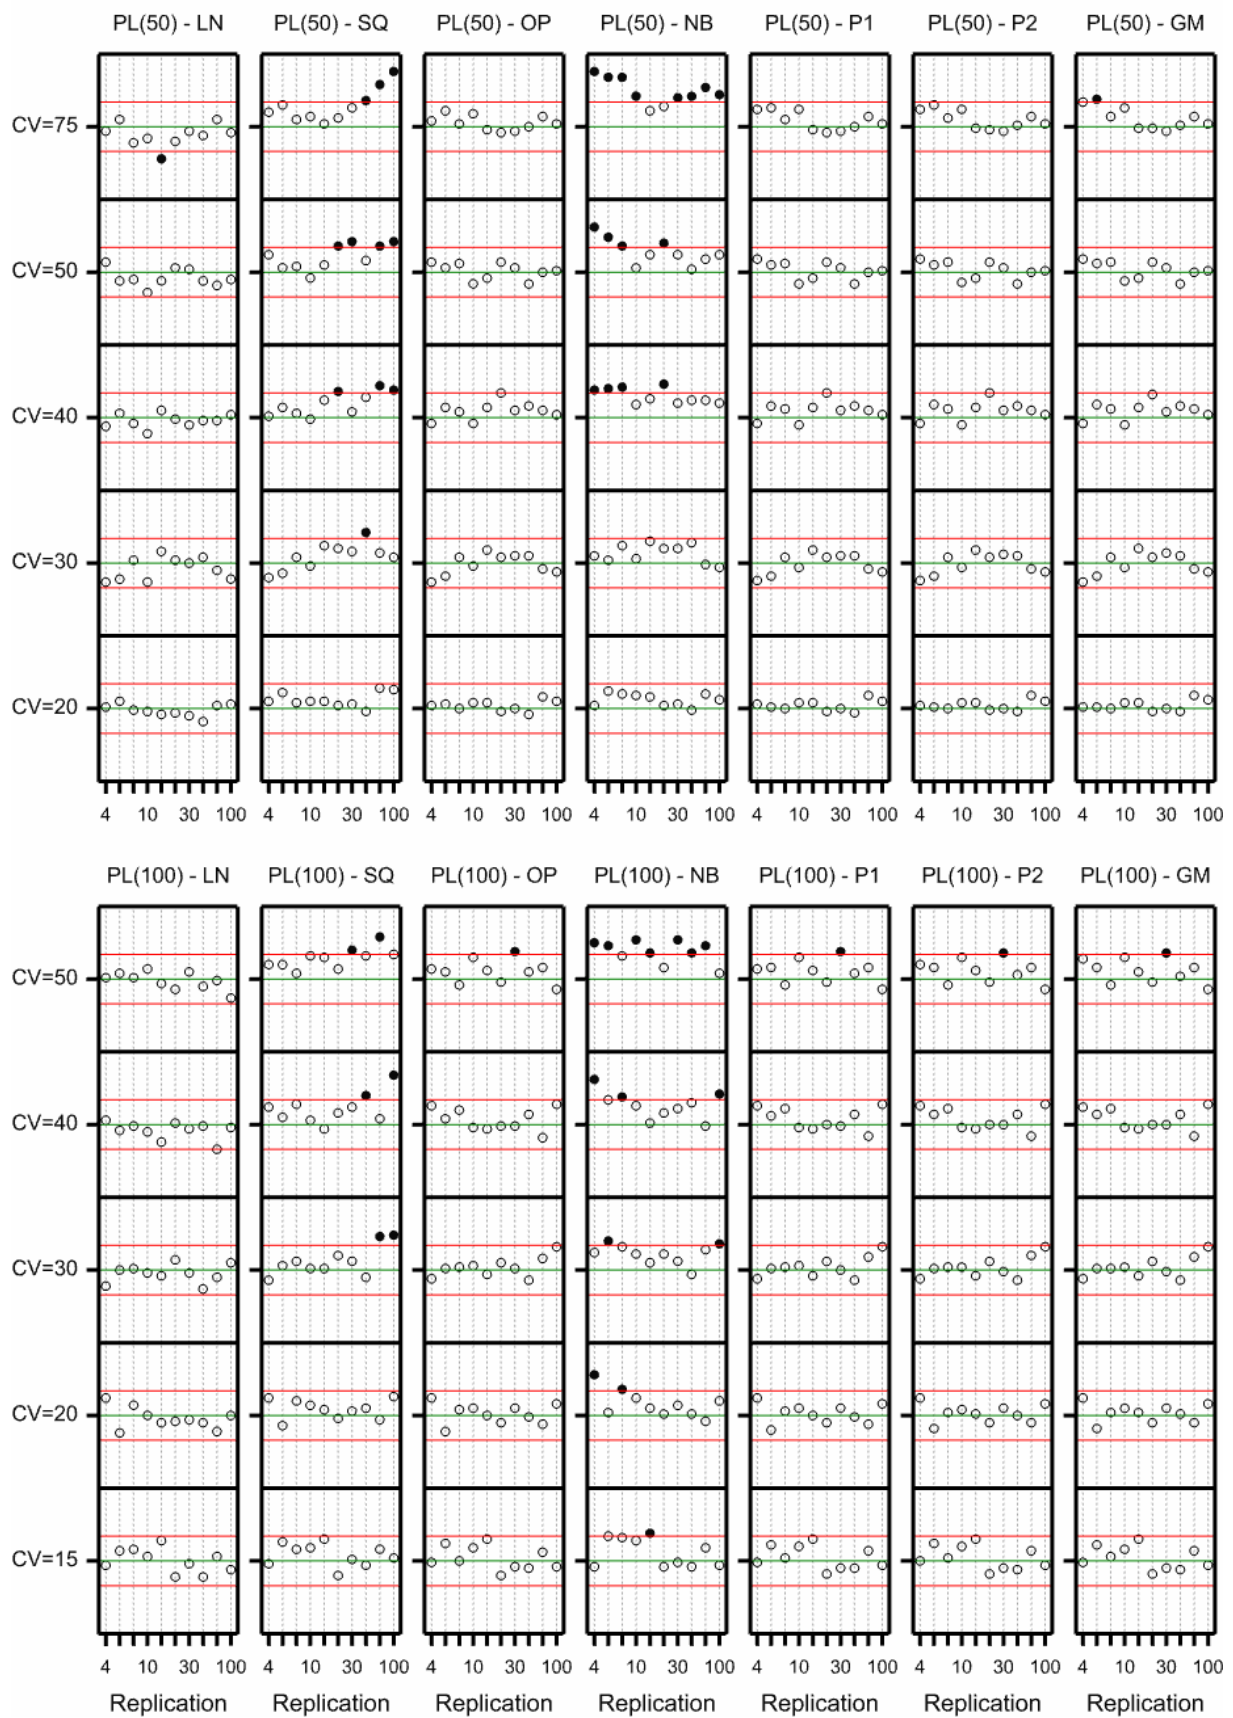 PL(50) - LN PL(50) - SQ PL(50) - OP PL(50) - NB PL(50) - P1 PL(50) - P2 PL(50) - GM
CV=75
CV=50
CV=40
CV=30
CV=20
4 10 30 100 4 10 30 100 4 10 30 100 4 10 30 100 4 10 30 100 4 10 30 100 4 10 30 100
PL(100) - LN PL(100) - SQ PL(100) - OP PL(100) - NB PL(100) - P1 PL(100) - P2 PL(100) - GM
CV=50
CV=40
CV=30
CV=20
CV=15
4 10 30 100 4 10 30 100 4 10 30 100 4 10 30 100 4 10 30 100 4 10 30 100 4 10 30 100
Replication Replication Replication Replication Replication Replication Replication